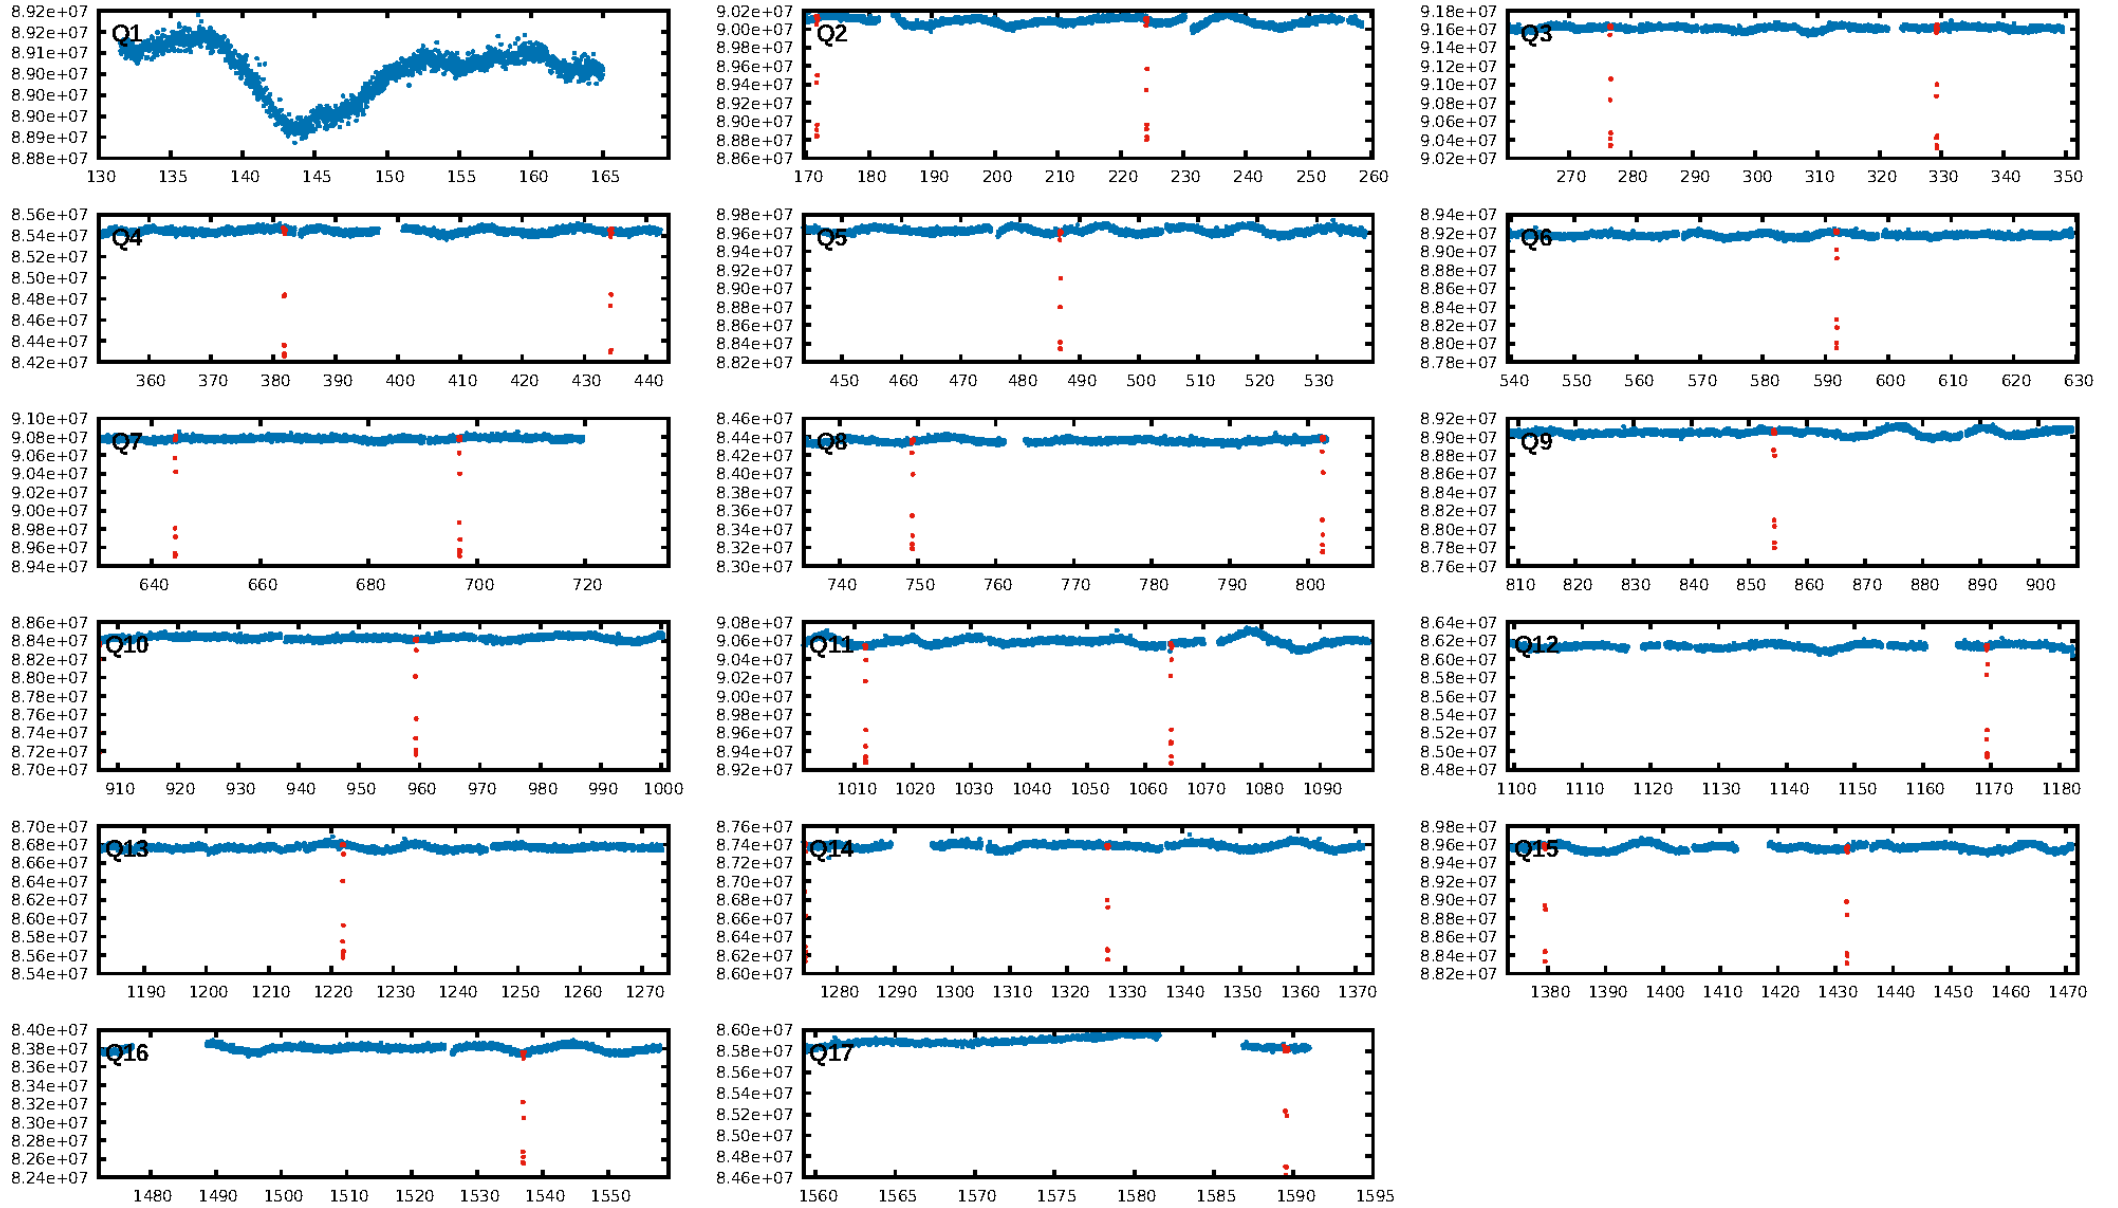 8.92e+07
8.92e+07
8.91e+07
8.90e+07
8.90e+07
8.90e+07
8.89e+07
8.88e+07
Q1
130 135 140 145 150 155 160 165
9.02e+07
9.00e+07
8.98e+07
8.96e+07
8.94e+07
8.92e+07
8.90e+07
8.88e+07
8.86e+07
Q2
170 180 190 200 210 220 230 240 250 260
9.18e+07
9.16e+07
9.14e+07
9.12e+07
9.10e+07
9.08e+07
9.06e+07
9.04e+07
9.02e+07
Q3
270 280 290 300 310 320 330 340 350
8.56e+07
8.54e+07
8.52e+07
8.50e+07
8.48e+07
8.46e+07
8.44e+07
8.42e+07
Q4
360 370 380 390 400 410 420 430 440
8.98e+07
8.96e+07
8.94e+07
8.92e+07
8.90e+07
8.88e+07
8.86e+07
8.84e+07
8.82e+07
Q5
450 460 470 480 490 500 510 520 530
8.94e+07
8.92e+07
8.90e+07
8.88e+07
8.86e+07
8.84e+07
8.82e+07
8.80e+07
8.78e+07
Q6
540 550 560 570 580 590 600 610 620 630
9.10e+07
9.08e+07
9.06e+07
9.04e+07
9.02e+07
9.00e+07
8.98e+07
8.96e+07
8.94e+07
Q7
640 660 680 700 720
8.46e+07
8.44e+07
8.42e+07
8.40e+07
8.38e+07
8.36e+07
8.34e+07
8.32e+07
8.30e+07
Q8
740 750 760 770 780 790 800
8.92e+07
8.90e+07
8.88e+07
8.86e+07
8.84e+07
8.82e+07
8.80e+07
8.78e+07
8.76e+07
Q9
810 820 830 840 850 860 870 880 890 900
8.86e+07
8.84e+07
8.82e+07
8.80e+07
8.78e+07
8.76e+07
8.74e+07
8.72e+07
8.70e+07
Q10
910 920 930 940 950 960 970 980 990 1000
9.08e+07
9.06e+07
9.04e+07
9.02e+07
9.00e+07
8.98e+07
8.96e+07
8.94e+07
8.92e+07
Q11
1010 1020 1030 1040 1050 1060 1070 1080 1090
8.64e+07
8.62e+07
8.60e+07
8.58e+07
8.56e+07
8.54e+07
8.52e+07
8.50e+07
8.48e+07
Q12
1100 1110 1120 1130 1140 1150 1160 1170 1180
8.70e+07
8.68e+07
8.66e+07
8.64e+07
8.62e+07
8.60e+07
8.58e+07
8.56e+07
8.54e+07
Q13
1190 1200 1210 1220 1230 1240 1250 1260 1270
8.76e+07
8.74e+07
8.72e+07
8.70e+07
8.68e+07
8.66e+07
8.64e+07
8.62e+07
8.60e+07
Q14
1280 1290 1300 1310 1320 1330 1340 1350 1360 1370
8.98e+07
8.96e+07
8.94e+07
8.92e+07
8.90e+07
8.88e+07
8.86e+07
8.84e+07
8.82e+07
Q15
1380 1390 1400 1410 1420 1430 1440 1450 1460 1470
8.40e+07
8.38e+07
8.36e+07
8.34e+07
8.32e+07
8.30e+07
8.28e+07
8.26e+07
8.24e+07
Q16
1480 1490 1500 1510 1520 1530 1540 1550
8.60e+07
8.58e+07
8.56e+07
8.54e+07
8.52e+07
8.50e+07
8.48e+07
8.46e+07
Q17
1560 1565 1570 1575 1580 1585 1590 1595